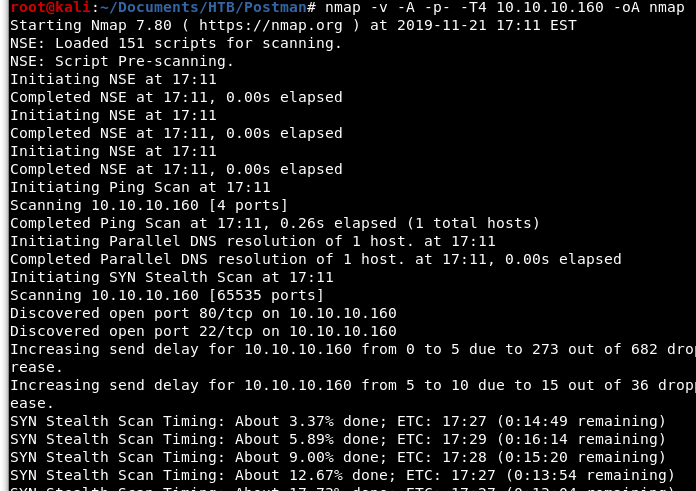 root@kali:~/Documents/HTB/Postman# nmap -v -A -p- -T4 10.10.10.160 -oA nmap
Starting Nmap 7.80 ( https://nmap.org ) at 2019-11-21 17:11 EST
NSE: Loaded 151 scripts for scanning.
NSE: Script Pre-scanning.
Initiating NSE at 17:11
Completed NSE at 17:11, 0.00s elapsed
Initiating NSE at 17:11
Completed NSE at 17:11, 0.00s elapsed
Initiating NSE at 17:11
Completed NSE at 17:11, 0.00s elapsed
Initiating Ping Scan at 17:11
Scanning 10.10.10.160 [4 ports]
Completed Ping Scan at 17:11, 0.26s elapsed (1 total hosts)
Initiating Parallel DNS resolution of 1 host. at 17:11
Completed Parallel DNS resolution of 1 host. at 17:11, 0.00s elapsed
Initiating SYN Stealth Scan at 17:11
Scanning 10.10.10.160 [65535 ports]
Discovered open port 80/tcp on 10.10.10.160
Discovered open port 22/tcp on 10.10.10.160
Increasing send delay for 10.10.10.160 from 0 to 5 due to 273 out of 682 dro
rease.
Increasing send delay for 10.10.10.160 from 5 to 10 due to 15 out of 36 drop
ease.
SYN Stealth Scan Timing: About 3.37% done; ETC: 17:27 (0:14:49 remaining)
SYN Stealth Scan Timing: About 5.89% done; ETC: 17:29 (0:16:14 remaining)
SYN Stealth Scan Timing: About 9.00% done; ETC: 17:28 (0:15:20 remaining)
SYN Stealth Scan Timing: About 12.67% done; ETC: 17:27 (0:13:54 remaining)